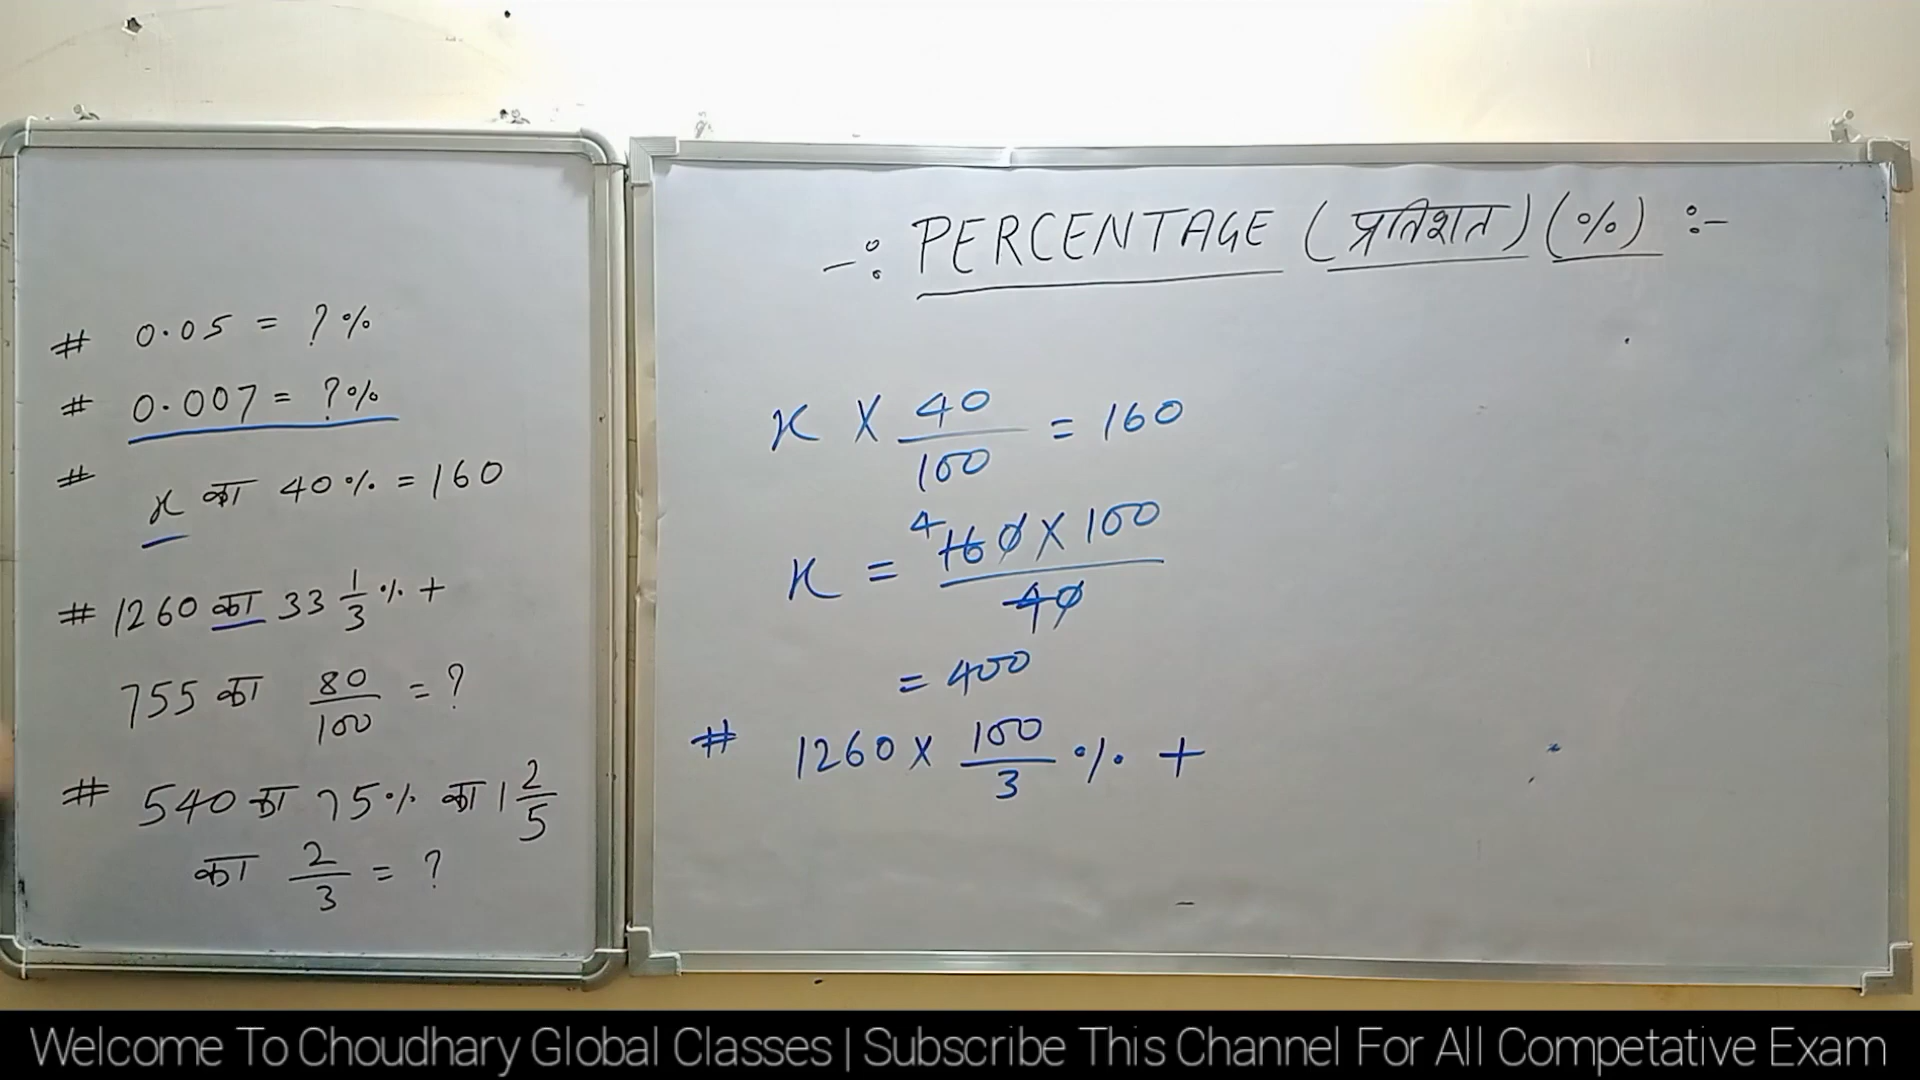 # 0.05 = ?%
# 0.007 = ?%
# x का 40% = 160
# 1260 का 33 1/3 % +
755 का 80/100 = ?
# 540 का 75% का 1 2/5
का 2/3 = ?
-: PERCENTAGE (प्रतिशत) (%) :-
x X 40/100 = 160
x = 4 160 X 100 / 40
= 400
# 1260 X 100/3 % +
Welcome To Choudhary Global Classes | Subscribe This Channel For All Competative Exam